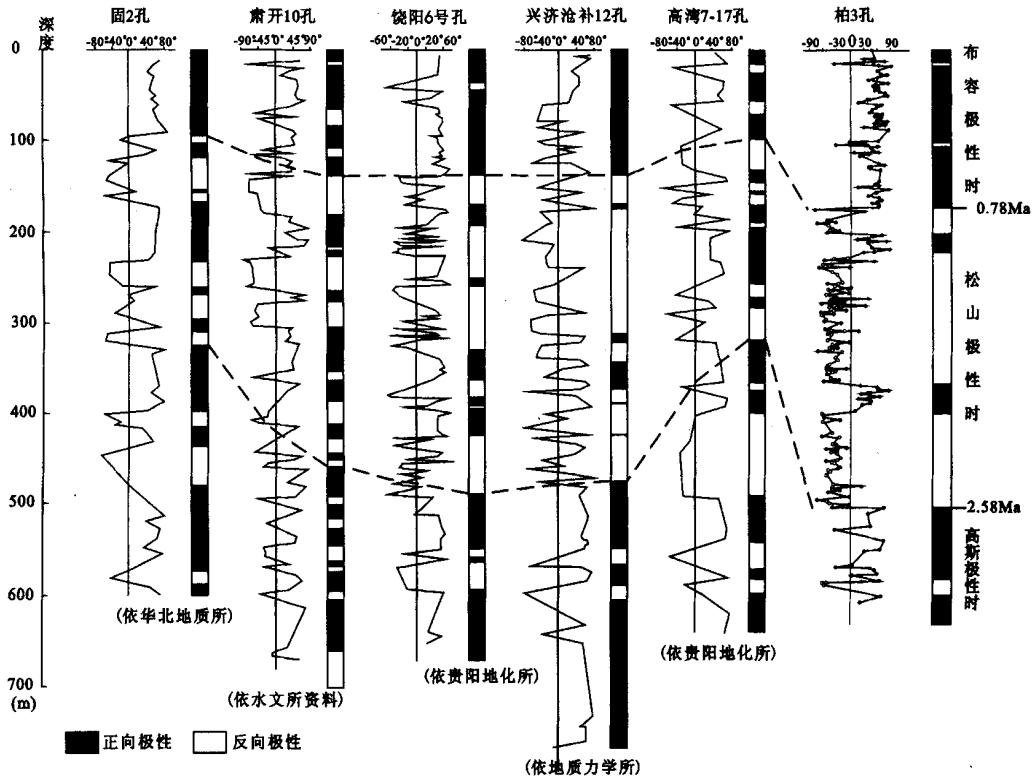 固2孔
肃开10孔
饶阳6号孔
兴济沧补12孔
高湾7-17孔
柏3孔
深度
-80°-40°0 40°80°
-90°45°0 45°90°
-60°-20°0°20°60°
-80°-40°0 40°80°
-80°-40°0 40°80°
-90 -30 0 30 90
0
100
200
300
400
500
600
700
(m)
布容极性时
0.78Ma
松山极性时
2.58Ma
高斯极性时
(依华北地质所)
(依水文所资料)
(依贵阳地化所)
(依地质力学所)
(依贵阳地化所)
正向极性
反向极性